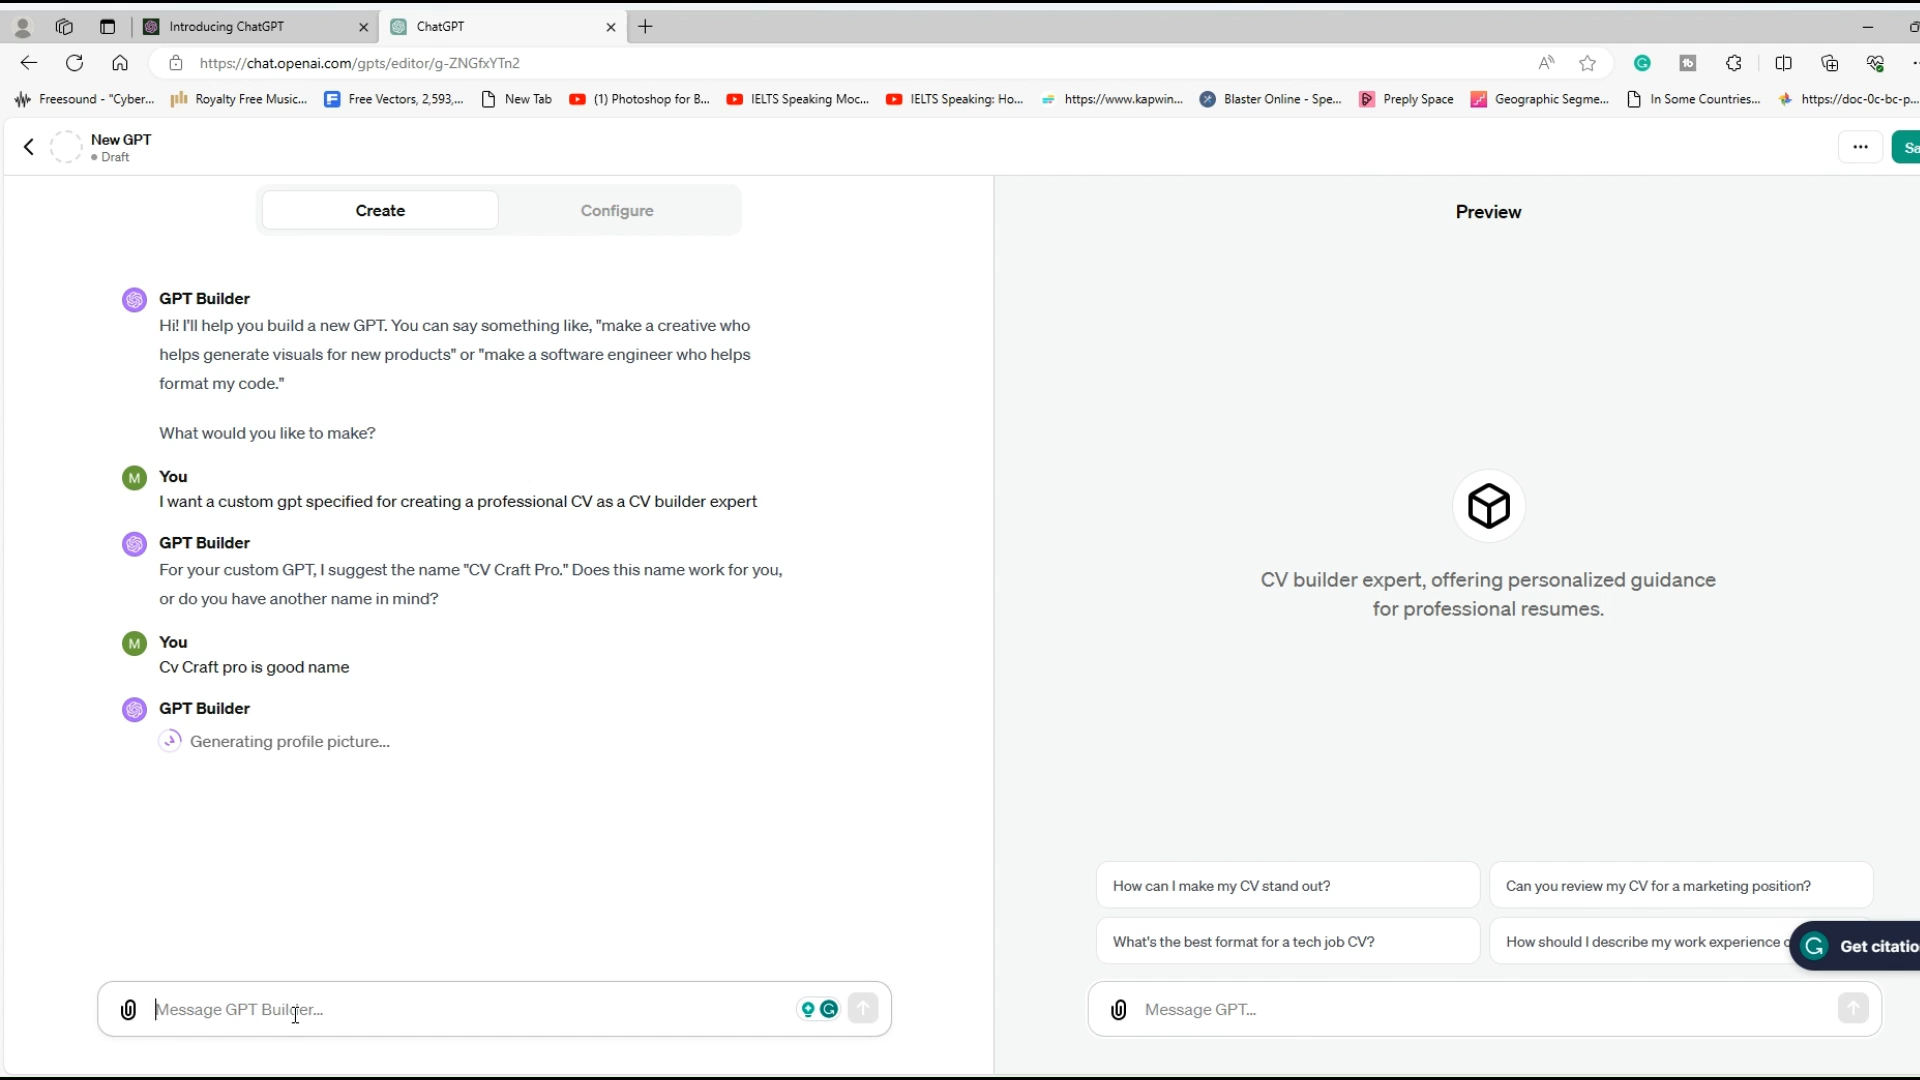 Introducing ChatGPT
ChatGPT
https://chat.openai.com/gpts/editor/g-ZNGfxYTn2
Freesound - "Cyber... Royalty Free Music... Free Vectors, 2,593,... New Tab (1) Photoshop for B... IELTS Speaking Moc... IELTS Speaking: Ho... https://www.kapwin... Blaster Online - Spe... Preply Space Geographic Segme... In Some Countries... https://doc-0c-bc-p...
New GPT
Draft
Sa
Create Configure
Preview
GPT Builder
Hi! I'll help you build a new GPT. You can say something like, "make a creative who
helps generate visuals for new products" or "make a software engineer who helps
format my code."
What would you like to make?
M You
I want a custom gpt specified for creating a professional CV as a CV builder expert
GPT Builder
For your custom GPT, I suggest the name "CV Craft Pro." Does this name work for you,
or do you have another name in mind?
M You
Cv Craft pro is good name
GPT Builder
Generating profile picture...
Message GPT Builder...
CV builder expert, offering personalized guidance
for professional resumes.
How can I make my CV stand out?
Can you review my CV for a marketing position?
What's the best format for a tech job CV?
How should I describe my work experience
Get citatio
Message GPT...